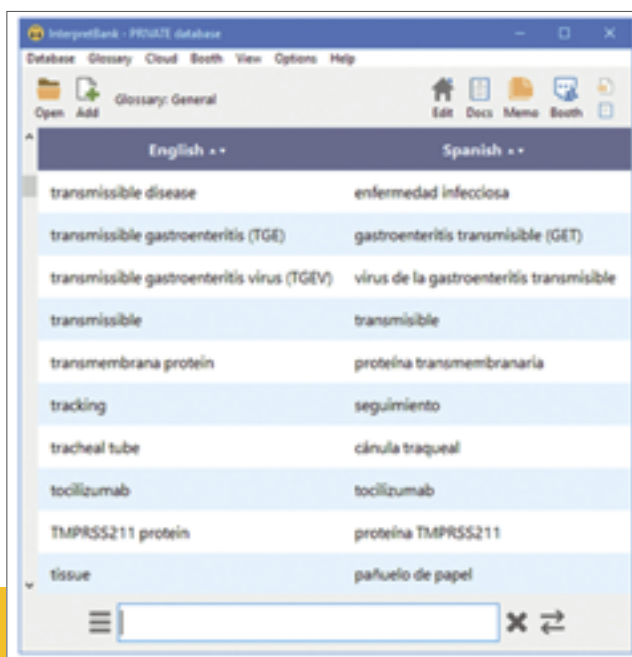 InterpretBank - PRIVATE database
Database Glossary Cloud Booth View Options Help
Open Add Glossary: General Edit Docs Memo Booth
English Spanish
transmissible disease enfermedad infecciosa
transmissible gastroenteritis (TGE) gastroenteritis transmisible (GET)
transmissible gastroenteritis virus (TGEV) virus de la gastroenteritis transmisible
transmissible transmisible
transmembrana protein proteína transmembranaria
tracking seguimiento
tracheal tube cánula traqueal
tocilizumab tocilizumab
TMPRSS211 protein proteína TMPRSS211
tissue pañuelo de papel